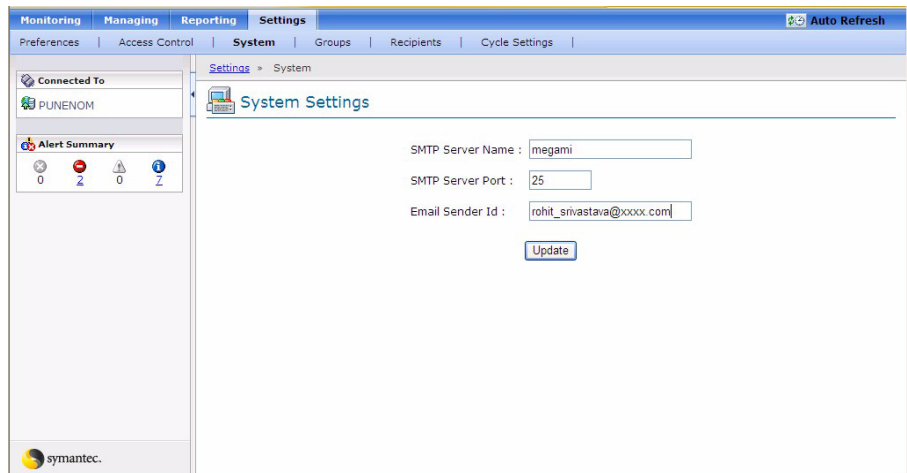 Monitoring Managing Reporting Settings Auto Refresh
Preferences | Access Control | System | Groups | Recipients | Cycle Settings |
Settings > System
Connected To
PUNENOM
System Settings
Alert Summary
0 2 0 7
SMTP Server Name : megami
SMTP Server Port : 25
Email Sender Id : rohit_srivastava@xxxx.com
Update
symantec.